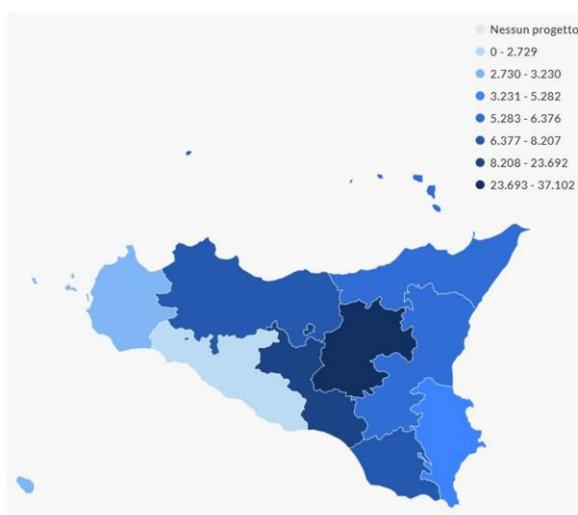 Nessun progetto
0 - 2.729
2.730 - 3.230
3.231 - 5.282
5.283 - 6.376
6.377 - 8.207
8.208 - 23.692
23.693 - 37.102